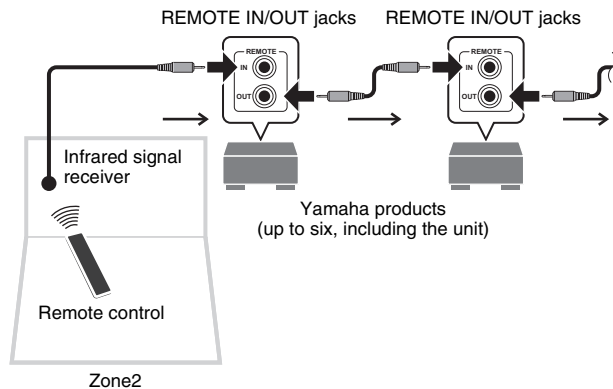 REMOTE IN/OUT jacks
REMOTE IN/OUT jacks
REMOTE
IN
OUT
REMOTE
IN
OUT
Infrared signal
receiver
Yamaha products
(up to six, including the unit)
Remote control
Zone2